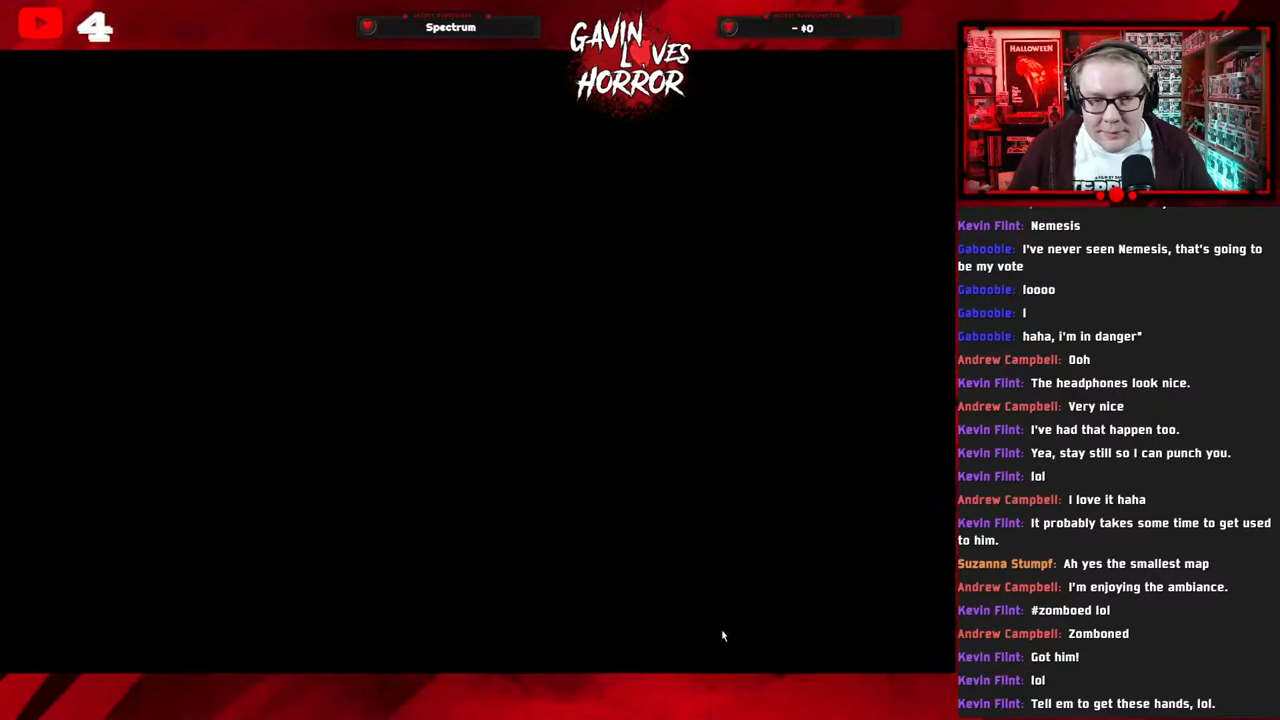 4
Spectrum
GAVIN
LOVES
HORROR
- $0
HALLOWEEN
Kevin Flint: Nemesis
Gabooble: I've never seen Nemesis, that's going to
be my vote
Gabooble: loooo
Gabooble: l
Gabooble: haha, i'm in danger"
Andrew Campbell: Ooh
Kevin Flint: The headphones look nice.
Andrew Campbell: Very nice
Kevin Flint: I've had that happen too.
Kevin Flint: Yea, stay still so I can punch you.
Kevin Flint: lol
Andrew Campbell: I love it haha
Kevin Flint: It probably takes some time to get used
to him.
Suzanna Stumpf: Ah yes the smallest map
Andrew Campbell: I'm enjoying the ambiance.
Kevin Flint: #zomboed lol
Andrew Campbell: Zomboned
Kevin Flint: Got him!
Kevin Flint: lol
Kevin Flint: Tell em to get these hands, lol.